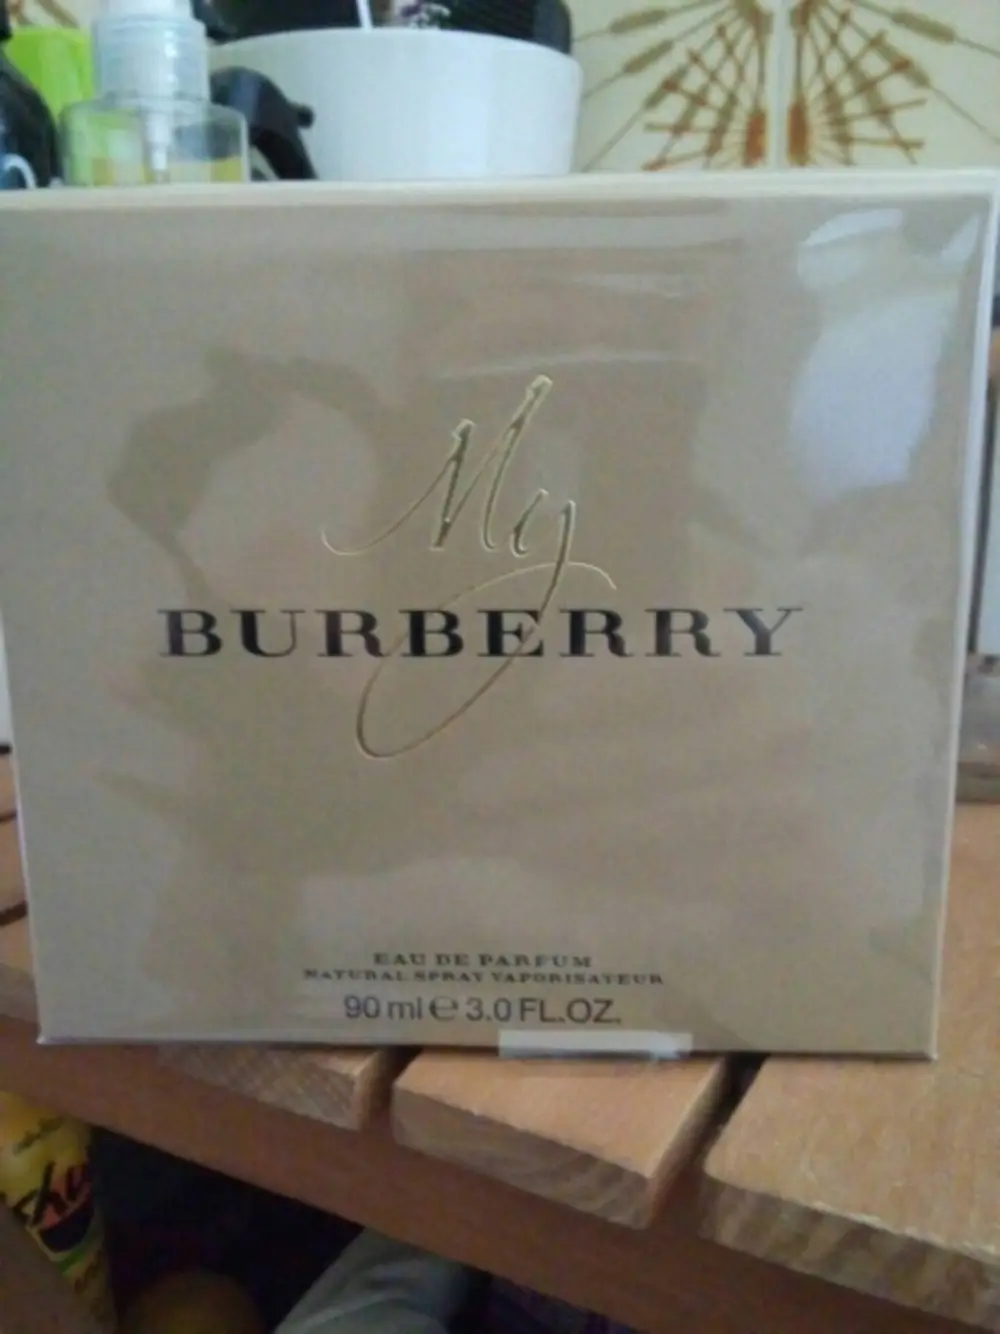 My
BURBERRY
EAU DE PARFUM
NATURAL SPRAY VAPORISATEUR
90 ml e 3.0 FL.OZ.